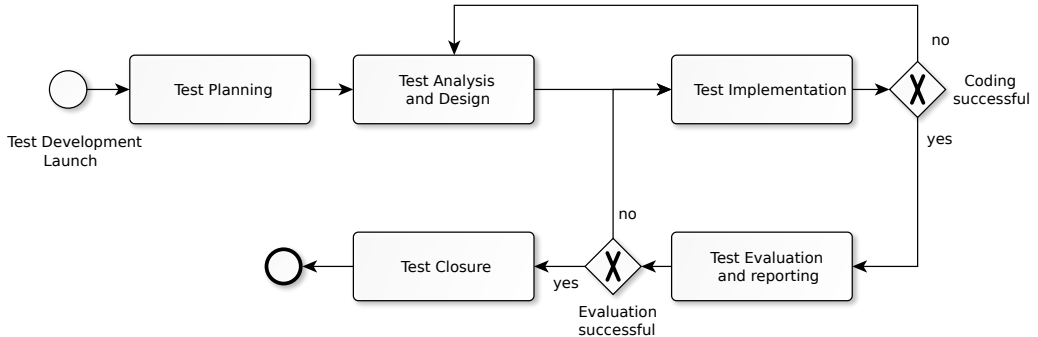 no
Test Planning
Test Analysis
and Design
Test Implementation
Coding
successful
Test Development
Launch
yes
no
Test Closure
yes
Test Evaluation
and reporting
Evaluation
successful